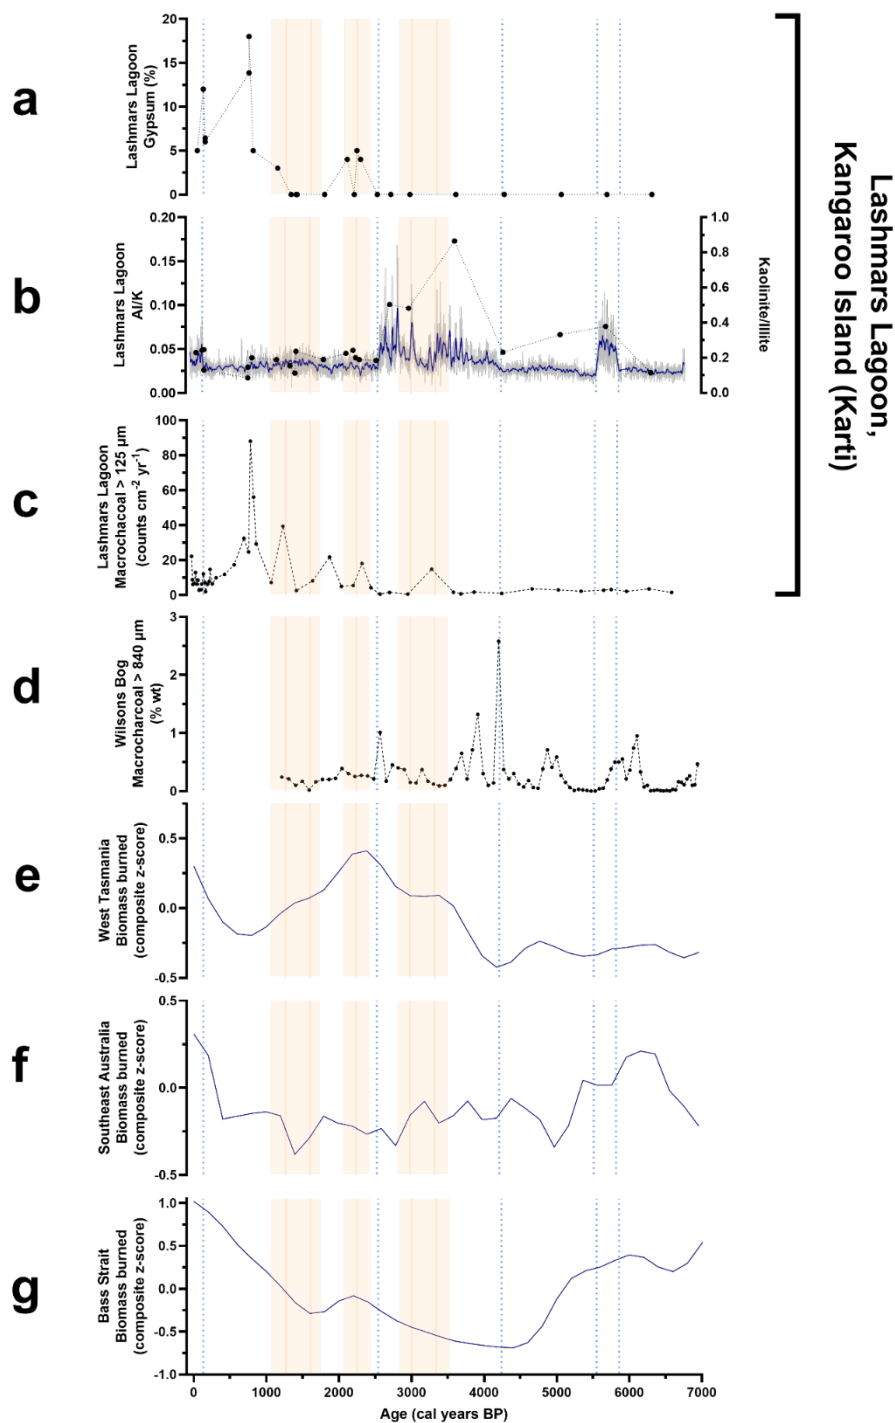 a
Lashmars Lagoon
Gypsum (%)
20
15
10
5
0
b
Lashmars Lagoon
Al/K
0.20
0.15
0.10
0.05
0.00
1.0
0.8
0.6
0.4
0.2
0.0
Kaolinite/Illite
c
Lashmars Lagoon
Macrochacoal > 125 µm
(counts cm⁻² yr⁻¹)
100
80
60
40
20
0
Lashmars Lagoon,
Kangaroo Island (Karti)
d
Wilsons Bog
Macrocharcoal > 840 µm
(% wt)
3
2
1
0
e
West Tasmania
Biomass burned
(composite z-score)
0.5
0.0
-0.5
f
Southeast Australia
Biomass burned
(composite z-score)
0.5
0.0
-0.5
g
Bass Strait
Biomass burned
(composite z-score)
1.0
0.5
0.0
-0.5
-1.0
0 1000 2000 3000 4000 5000 6000 7000
Age (cal years BP)